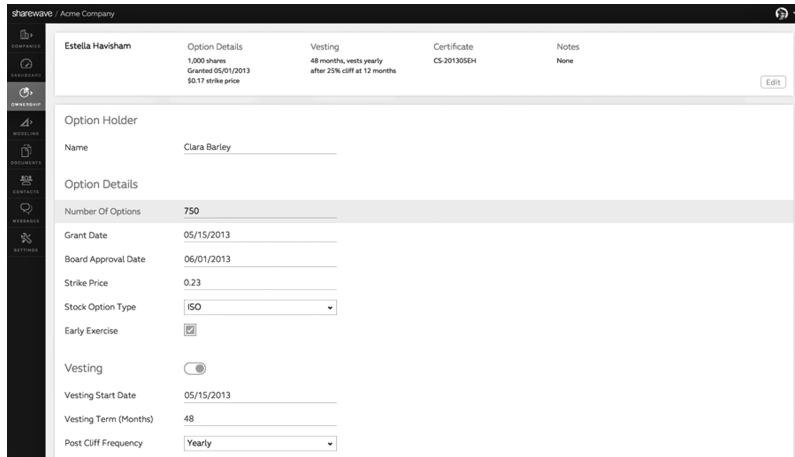 sharewave / Acme Company
COMPANIES
DASHBOARD
OWNERSHIP
MODELING
DOCUMENTS
CONTACTS
MESSAGES
SETTINGS
Estella Havisham
Option Details
1,000 shares
Granted 05/01/2013
$0.17 strike price
Vesting
48 months, vests yearly
after 25% cliff at 12 months
Certificate
CS-201305EH
Notes
None
Edit
Option Holder
Name Clara Barley
Option Details
Number Of Options 750
Grant Date 05/15/2013
Board Approval Date 06/01/2013
Strike Price 0.23
Stock Option Type ISO
Early Exercise
Vesting
Vesting Start Date 05/15/2013
Vesting Term (Months) 48
Post Cliff Frequency Yearly